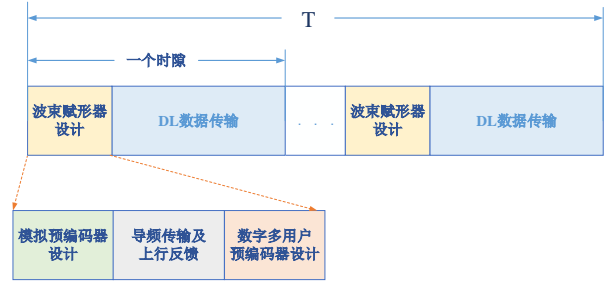 T
一个时隙
波束赋形器
设计
DL数据传输
. . .
波束赋形器
设计
DL数据传输
模拟预编码器
设计
导频传输及
上行反馈
数字多用户
预编码器设计